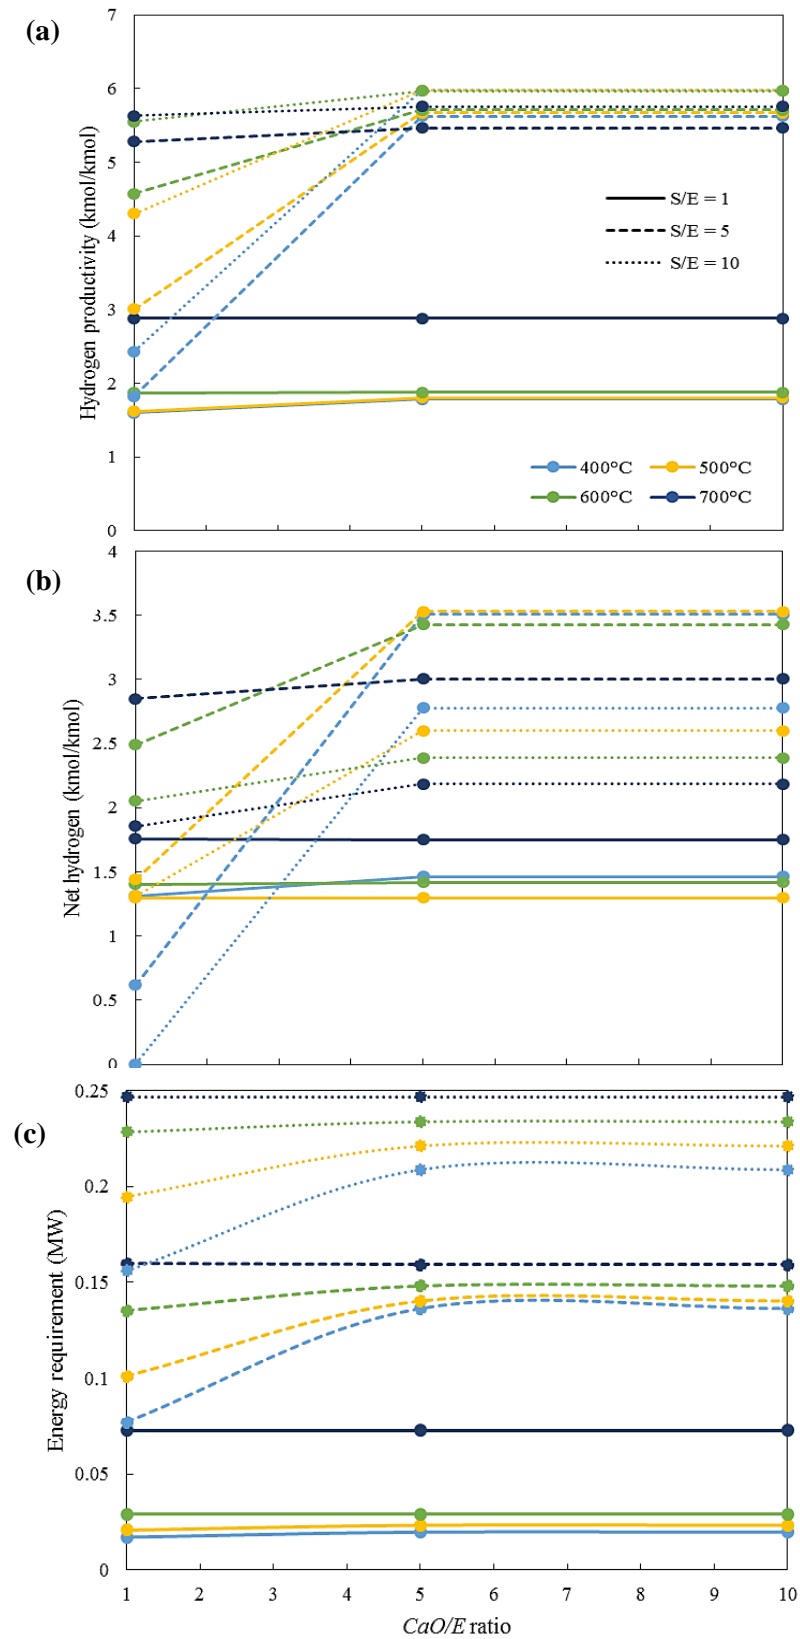 (a)
7
6
5
4
3
2
1
0
Hydrogen productivity (kmol/kmol)
S/E = 1
S/E = 5
S/E = 10
400°C 500°C
600°C 700°C
(b)
4
3.5
3
2.5
2
1.5
1
0.5
0
Net hydrogen (kmol/kmol)
(c)
0.25
0.2
0.15
0.1
0.05
0
Energy requirement (MW)
1 2 3 4 5 6 7 8 9 10
CaO/E ratio